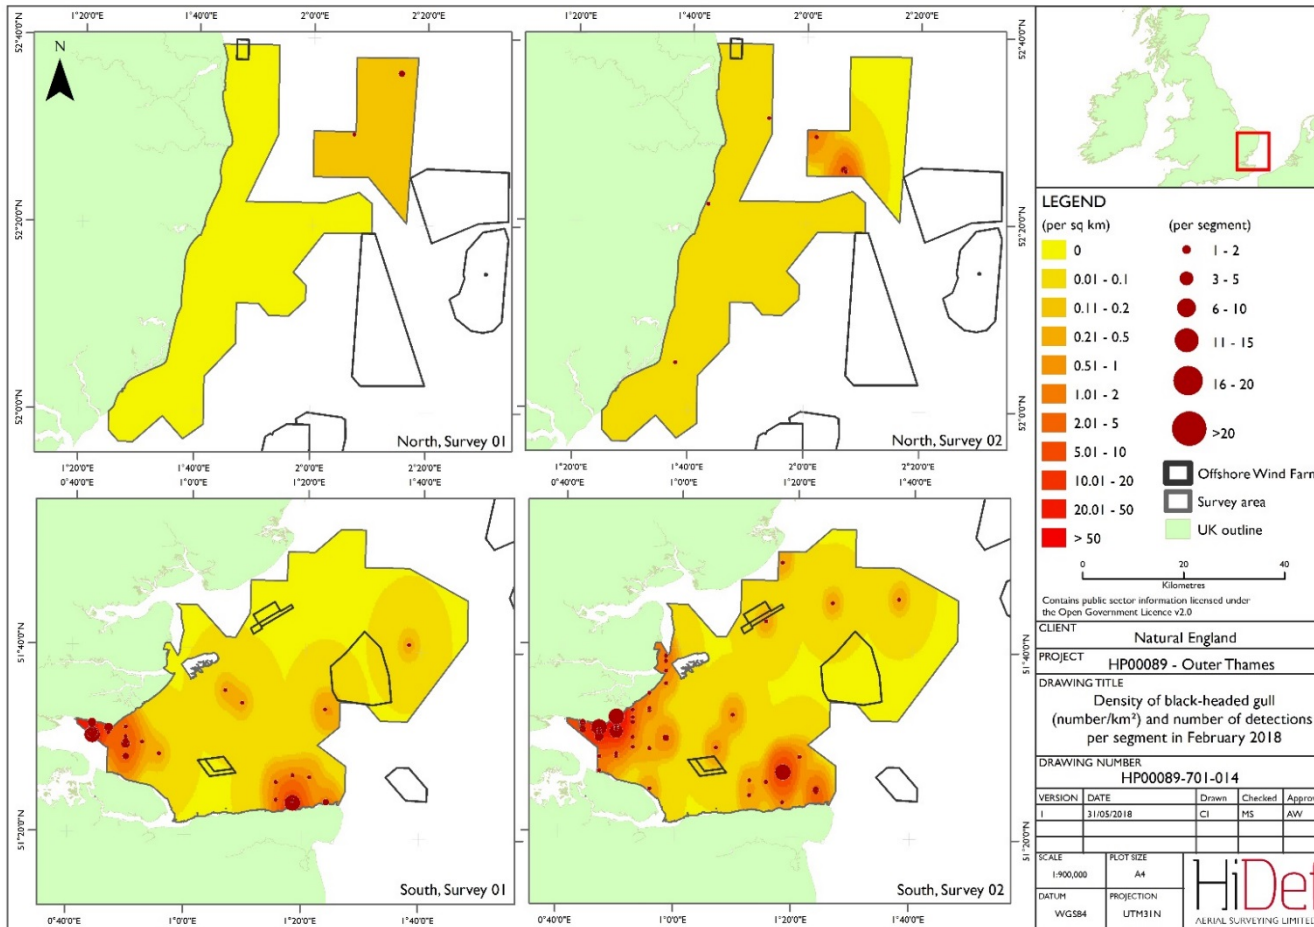 1°20'0"E 1°40'0"E 2°0'0"E 2°20'0"E
1°20'0"E 1°40'0"E 2°0'0"E 2°20'0"E
52°40'0"N
52°20'0"N
52°0'0"N
N
North, Survey 01
52°40'0"N
52°20'0"N
52°0'0"N
North, Survey 02
1°20'0"E 1°40'0"E 2°0'0"E 2°20'0"E
1°20'0"E 1°40'0"E 2°0'0"E 2°20'0"E
0°40'0"E 1°0'0"E 1°20'0"E 1°40'0"E
0°40'0"E 1°0'0"E 1°20'0"E 1°40'0"E
51°40'0"N
51°20'0"N
South, Survey 01
51°40'0"N
51°20'0"N
South, Survey 02
0°40'0"E 1°0'0"E 1°20'0"E 1°40'0"E
0°40'0"E 1°0'0"E 1°20'0"E 1°40'0"E
LEGEND
(per sq km) (per segment)
0 1 - 2
0.01 - 0.1 3 - 5
0.11 - 0.2 6 - 10
0.21 - 0.5 11 - 15
0.51 - 1
1.01 - 2 16 - 20
2.01 - 5 >20
5.01 - 10 Offshore Wind Farm
10.01 - 20 Survey area
20.01 - 50 UK outline
> 50
0 20 40
Kilometres
Contains public sector information licensed under
the Open Government Licence v2.0
CLIENT
Natural England
PROJECT
HP00089 - Outer Thames
DRAWING TITLE
Density of black-headed gull
(number/km²) and number of detections
per segment in February 2018
DRAWING NUMBER
HP00089-701-014
VERSION DATE Drawn Checked Approv
1 31/05/2018 CI MS AW
SCALE PLOT SIZE
1:900,000 A4
DATUM PROJECTION
WGS84 UTM31N
HiDef
AERIAL SURVEYING LIMITED